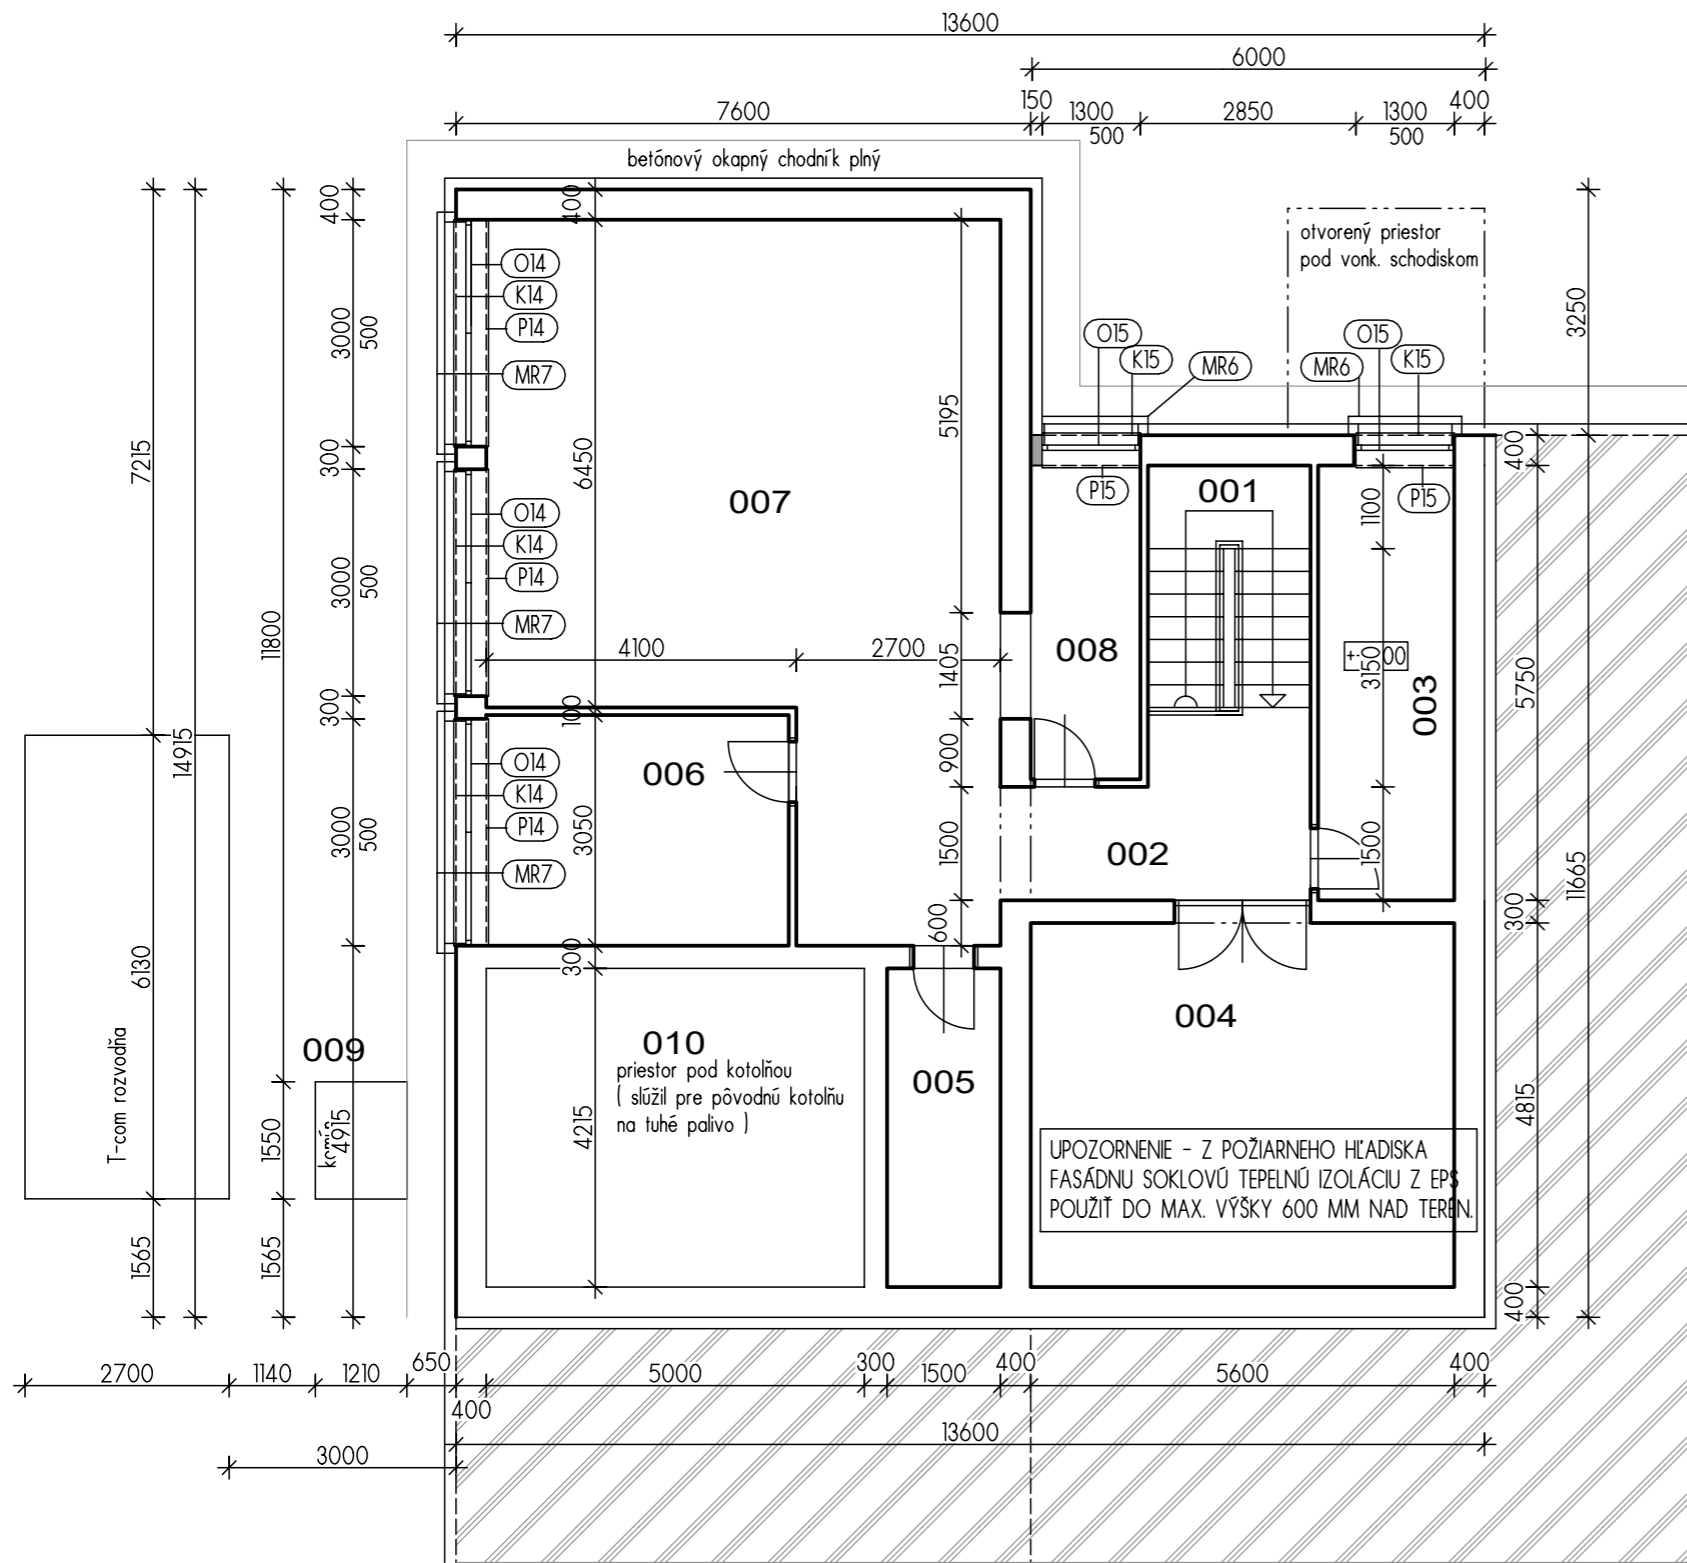 13600
6000
7600
150
1300
500
2850
1300
500
400
betónový okapný chodník plný
otvorený priestor
pod vonk. schodiskom
400
3000
500
300
3000
500
300
3000
500
4915
7215
6130
1565
14915
11800
1550
1565
400
6450
100
3050
300
4215
O14
K14
P14
MR7
O14
K14
P14
MR7
O14
K14
P14
MR7
007
5195
1405
900
1500
600
4100
2700
O15
K15
MR6
P15
O15
K15
MR6
P15
001
008
003
1100
3150
1500
3250
400
5750
300
4815
400
11665
006
002
004
005
009
010
priestor pod kotolňou
( slúžil pre pôvodnú kotolňu
na tuhé palivo )
T-com rozvodňa
komín
UPOZORNENIE - Z POŽIARNEHO HĽADISKA
FASÁDNU SOKLOVÚ TEPELNÚ IZOLÁCIU Z EPS
POUŽIŤ DO MAX. VÝŠKY 600 MM NAD TERÉN.
2700
1140
1210
650
400
5000
300
1500
400
5600
400
13600
3000